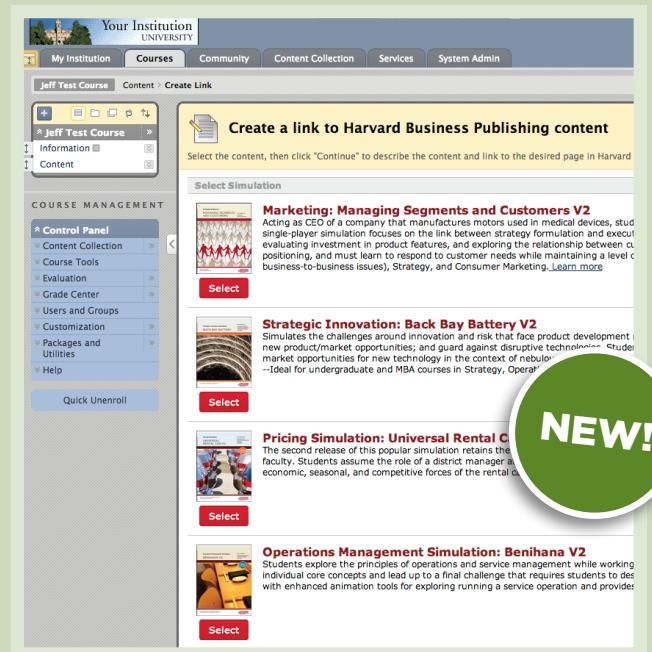 Your Institution
UNIVERSITY
My Institution Courses Community Content Collection Services System Admin
Jeff Test Course Content > Create Link
Jeff Test Course
Information
Content
COURSE MANAGEMENT
Control Panel
Content Collection
Course Tools
Evaluation
Grade Center
Users and Groups
Customization
Packages and
Utilities
Help
Quick Unenroll
Create a link to Harvard Business Publishing content
Select the content, then click "Continue" to describe the content and link to the desired page in Harvard
Select Simulation
Marketing: Managing Segments and Customers V2
Acting as CEO of a company that manufactures motors used in medical devices, stud
single-player simulation focuses on the link between strategy formulation and execut
evaluating investment in product features, and exploring the relationship between cu
positioning, and must learn to respond to customer needs while maintaining a level o
business-to-business issues), Strategy, and Consumer Marketing. Learn more
Select
Strategic Innovation: Back Bay Battery V2
Simulates the challenges around innovation and risk that face product development
new product/market opportunities; and guard against disruptive technologies. Studen
market opportunities for new technology in the context of nebulou
--Ideal for undergraduate and MBA courses in Strategy, Operat
Select
NEW!
Pricing Simulation: Universal Rental C
The second release of this popular simulation retains the
faculty. Students assume the role of a district manager a
economic, seasonal, and competitive forces of the rental c
Select
Operations Management Simulation: Benihana V2
Students explore the principles of operations and service management while working
individual core concepts and lead up to a final challenge that requires students to des
with enhanced animation tools for exploring running a service operation and provides
Select